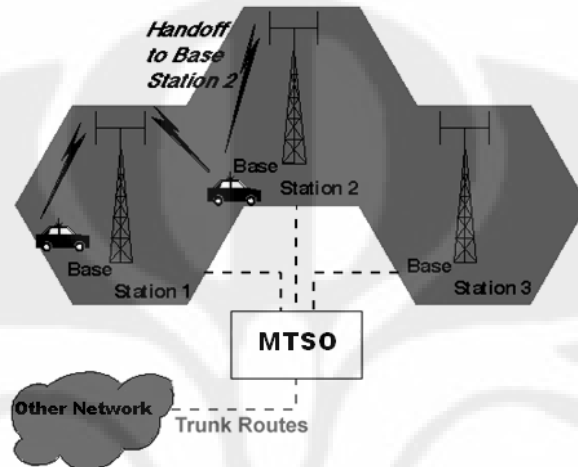 Handoff
to Base
Station 2
Base
Station 2
Base
Station 1
Base
Station 3
MTSO
Other Network
Trunk Routes